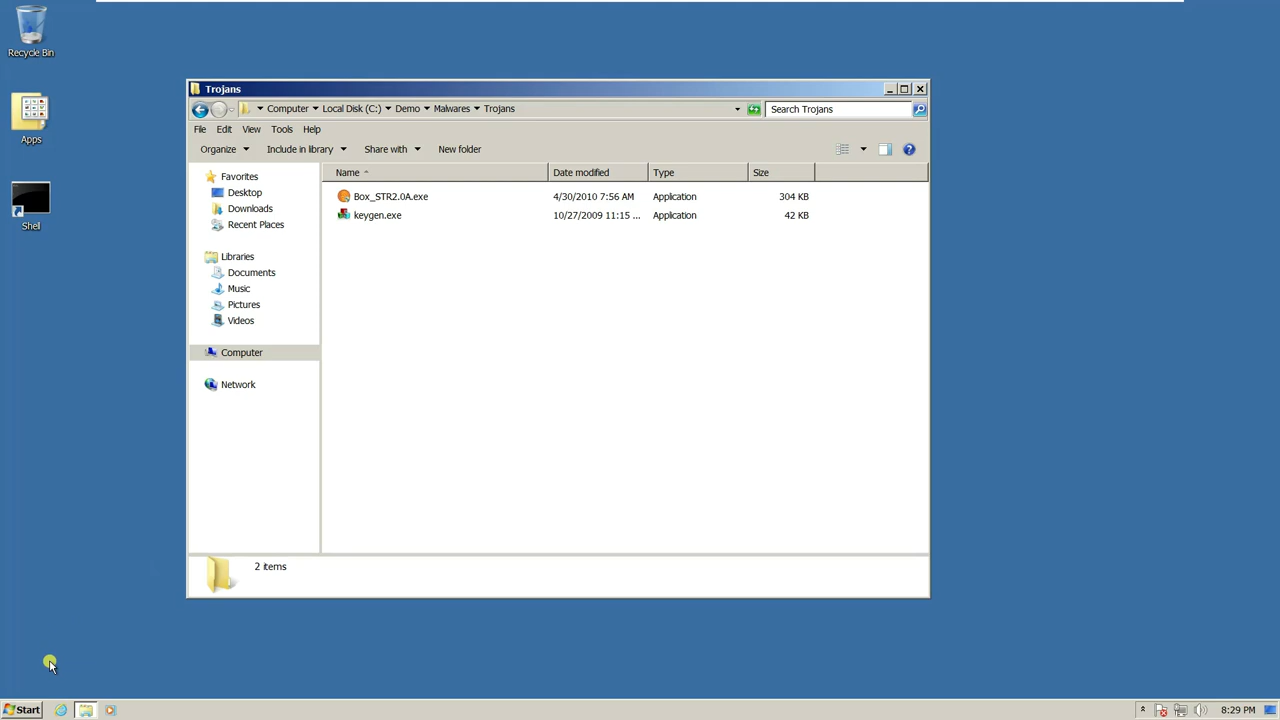 Recycle Bin
Apps
Shell
Trojans
Computer Local Disk (C:) Demo Malwares Trojans
Search Trojans
File Edit View Tools Help
Organize Include in library Share with New folder
Favorites
Desktop
Downloads
Recent Places
Libraries
Documents
Music
Pictures
Videos
Computer
Network
Name Date modified Type Size
Box_STR2.0A.exe 4/30/2010 7:56 AM Application 304 KB
keygen.exe 10/27/2009 11:15 ... Application 42 KB
2 items
Start
8:29 PM